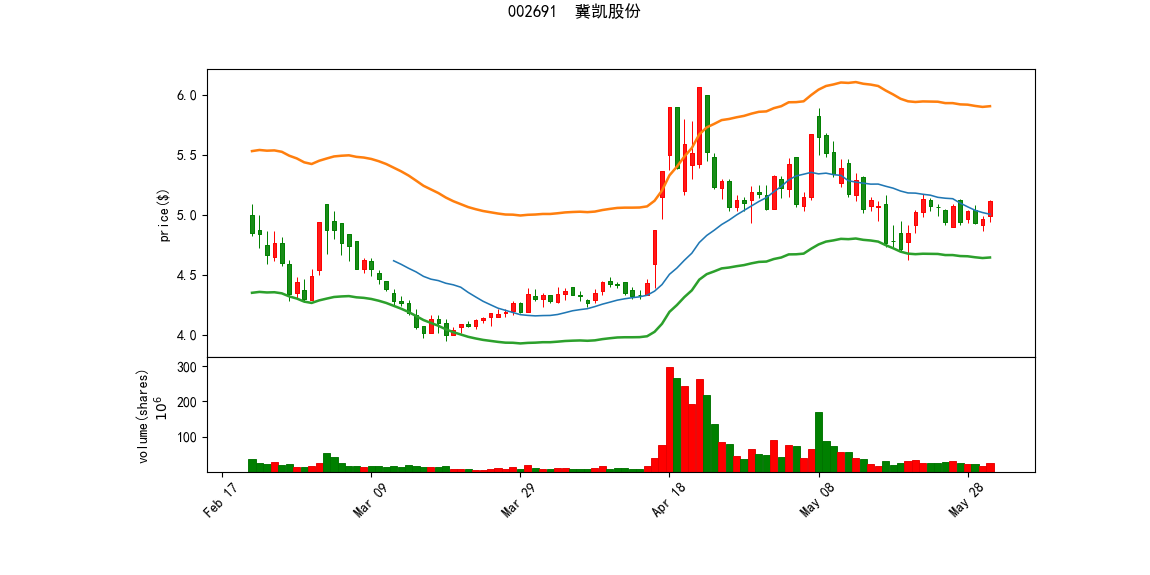 002691 冀凯股份
price($)
6.0
5.5
5.0
4.5
4.0
volume(shares)
10^6
300
200
100
Feb 17
Mar 09
Mar 29
Apr 18
May 08
May 28